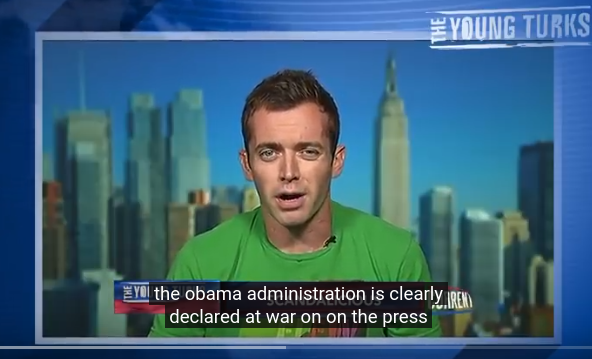 THE YOUNG TURKS
the obama administration is clearly
declared at war on on the press